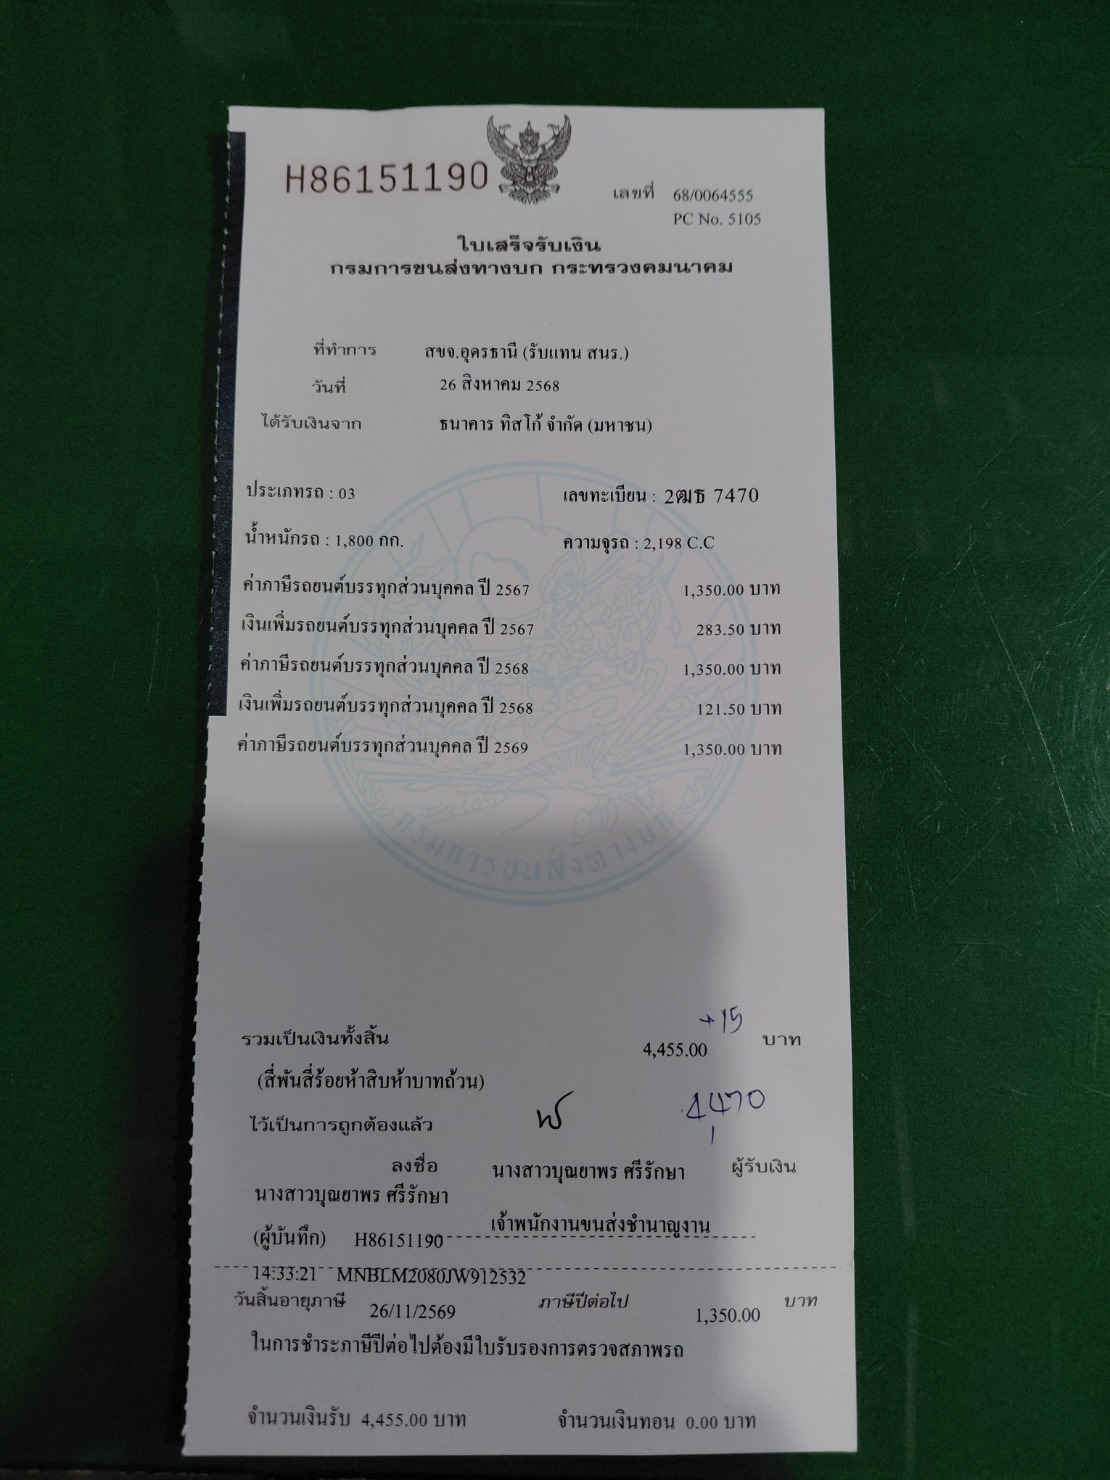 H86151190
เลขที่ 68/0064555
PC No. 5105
ใบเสร็จรับเงิน
กรมการขนส่งทางบก กระทรวงคมนาคม
ที่ทำการ สขจ.อุดรธานี (รับแทน สนร.)
วันที่ 26 สิงหาคม 2568
ได้รับเงินจาก ธนาคาร ทิสโก้ จำกัด (มหาชน)
ประเภทรถ : 03 เลขทะเบียน : 2ฒธ 7470
น้ำหนักรถ : 1,800 กก. ความจุรถ : 2,198 C.C
ค่าภาษีรถยนต์บรรทุกส่วนบุคคล ปี 2567 1,350.00 บาท
เงินเพิ่มรถยนต์บรรทุกส่วนบุคคล ปี 2567 283.50 บาท
ค่าภาษีรถยนต์บรรทุกส่วนบุคคล ปี 2568 1,350.00 บาท
เงินเพิ่มรถยนต์บรรทุกส่วนบุคคล ปี 2568 121.50 บาท
ค่าภาษีรถยนต์บรรทุกส่วนบุคคล ปี 2569 1,350.00 บาท
กรมการขนส่งทางบก
+15
รวมเป็นเงินทั้งสิ้น 4,455.00 บาท
(สี่พันสี่ร้อยห้าสิบห้าบาทถ้วน)
4,470
ไว้เป็นการถูกต้องแล้ว
ลงชื่อ นางสาวบุณยาพร ศรีรักษา ผู้รับเงิน
นางสาวบุณยาพร ศรีรักษา
เจ้าพนักงานขนส่งชำนาญงาน
(ผู้บันทึก) H86151190
14:33:21 MNBLM2080JW912532
วันสิ้นอายุภาษี 26/11/2569 ภาษีปีต่อไป 1,350.00 บาท
ในการชำระภาษีปีต่อไปต้องมีใบรับรองการตรวจสภาพรถ
จำนวนเงินรับ 4,455.00 บาท จำนวนเงินทอน 0.00 บาท